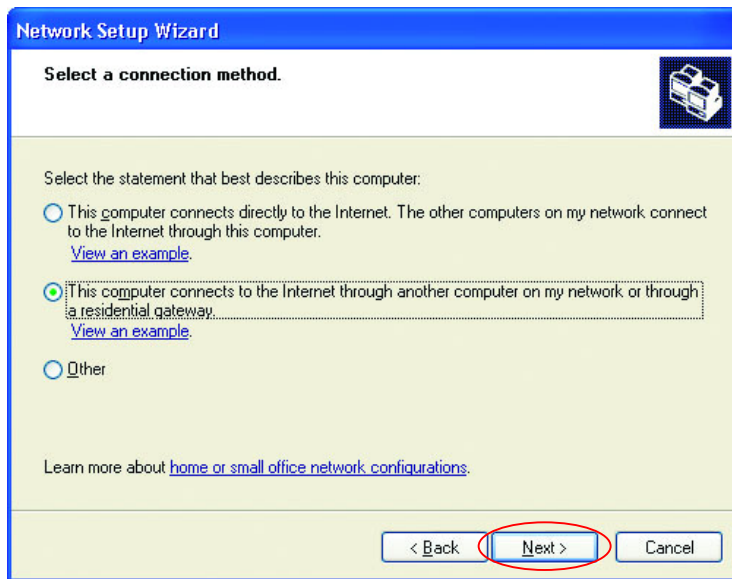 Network Setup Wizard
Select a connection method.
Select the statement that best describes this computer:
This computer connects directly to the Internet. The other computers on my network connect
to the Internet through this computer.
View an example.
This computer connects to the Internet through another computer on my network or through
a residential gateway.
View an example.
Other
Learn more about home or small office network configurations.
< Back Next > Cancel